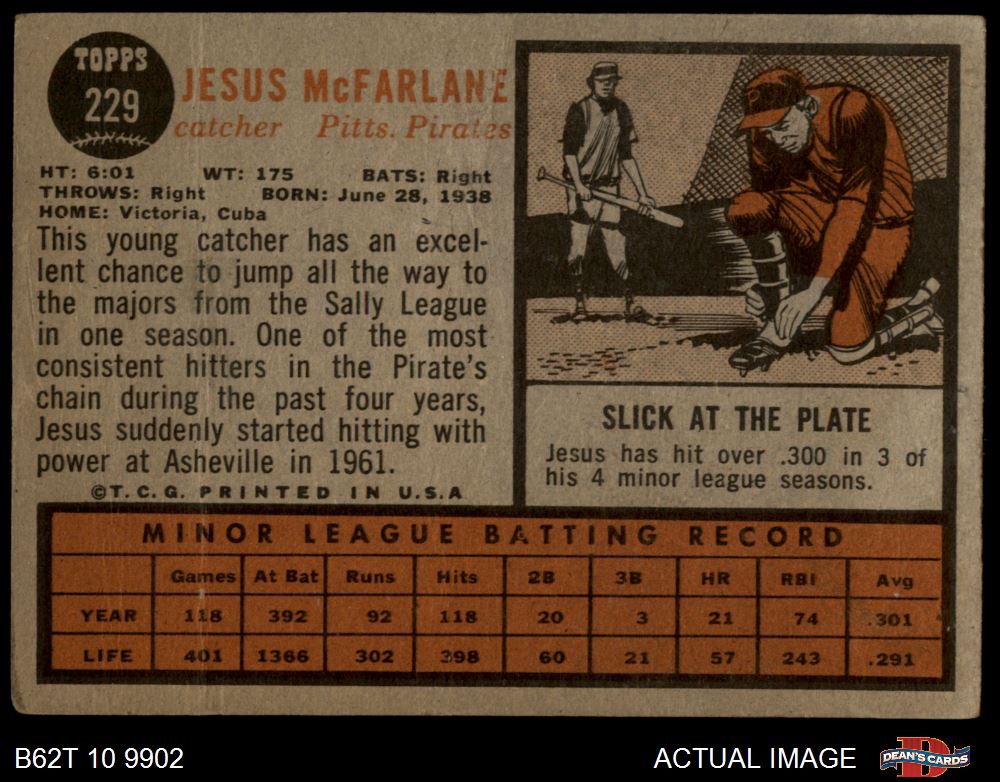 TOPPS
229
JESUS McFARLANE
catcher Pitts. Pirates
HT: 6:01 WT: 175 BATS: Right
THROWS: Right BORN: June 28, 1938
HOME: Victoria, Cuba
This young catcher has an excel-
lent chance to jump all the way to
the majors from the Sally League
in one season. One of the most
consistent hitters in the Pirate's
chain during the past four years,
Jesus suddenly started hitting with
power at Asheville in 1961.
©T.C.G. PRINTED IN U.S.A
P
SLICK AT THE PLATE
Jesus has hit over .300 in 3 of
his 4 minor league seasons.
MINOR LEAGUE BATTING RECORD
Games At Bat Runs Hits 2B 3B HR RBI Avg
YEAR 118 392 92 118 20 3 21 74 .301
LIFE 401 1366 302 398 60 21 57 243 .291
B62T 10 9902
ACTUAL IMAGE
DEAN'S CARDS